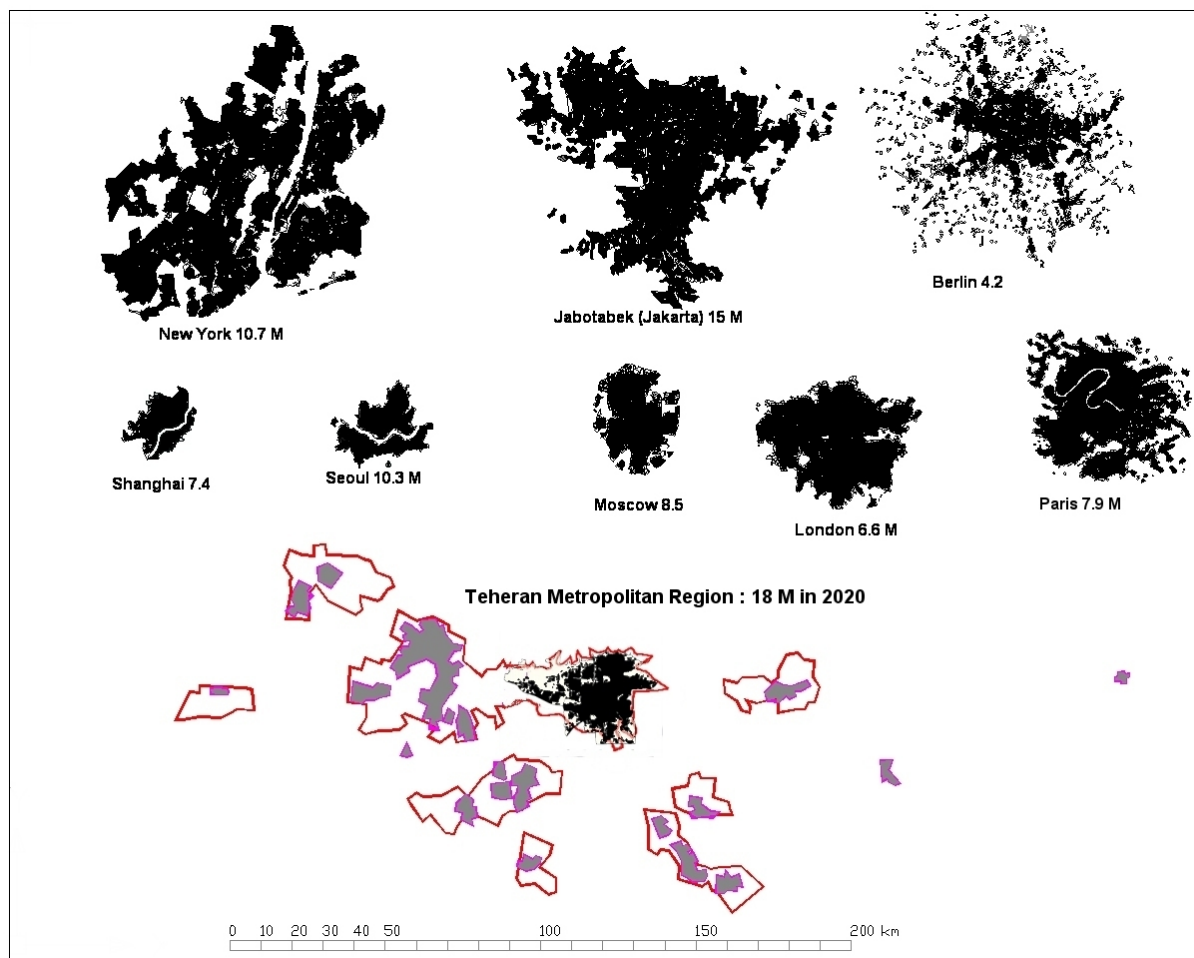 Berlin 4.2
Jabotabek (Jakarta) 15 M
New York 10.7 M
Shanghai 7.4
Seoul 10.3 M
Moscow 8.5
London 6.6 M
Paris 7.9 M
Teheran Metropolitan Region : 18 M in 2020
0 10 20 30 40 50 100 150 200 km